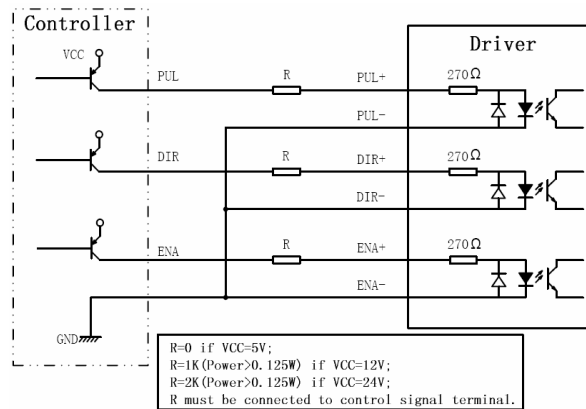 Controller
Driver
VCC
PUL
R
PUL+
270Ω
PUL-
DIR
R
DIR+
270Ω
DIR-
ENA
R
ENA+
270Ω
ENA-
GND
R=0 if VCC=5V;
R=1K(Power>0.125W) if VCC=12V;
R=2K(Power>0.125W) if VCC=24V;
R must be connected to control signal terminal.